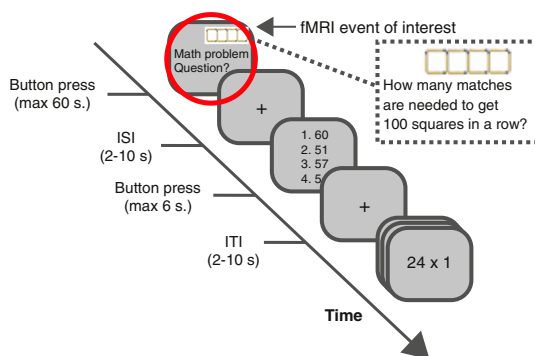 fMRI event of interest
Math problem
Question?
How many matches
are needed to get
100 squares in a row?
Button press
(max 60 s.)
+
1. 60
2. 51
3. 57
4. 5
ISI
(2-10 s)
Button press
(max 6 s.)
+
ITI
(2-10 s)
24 x 1
Time